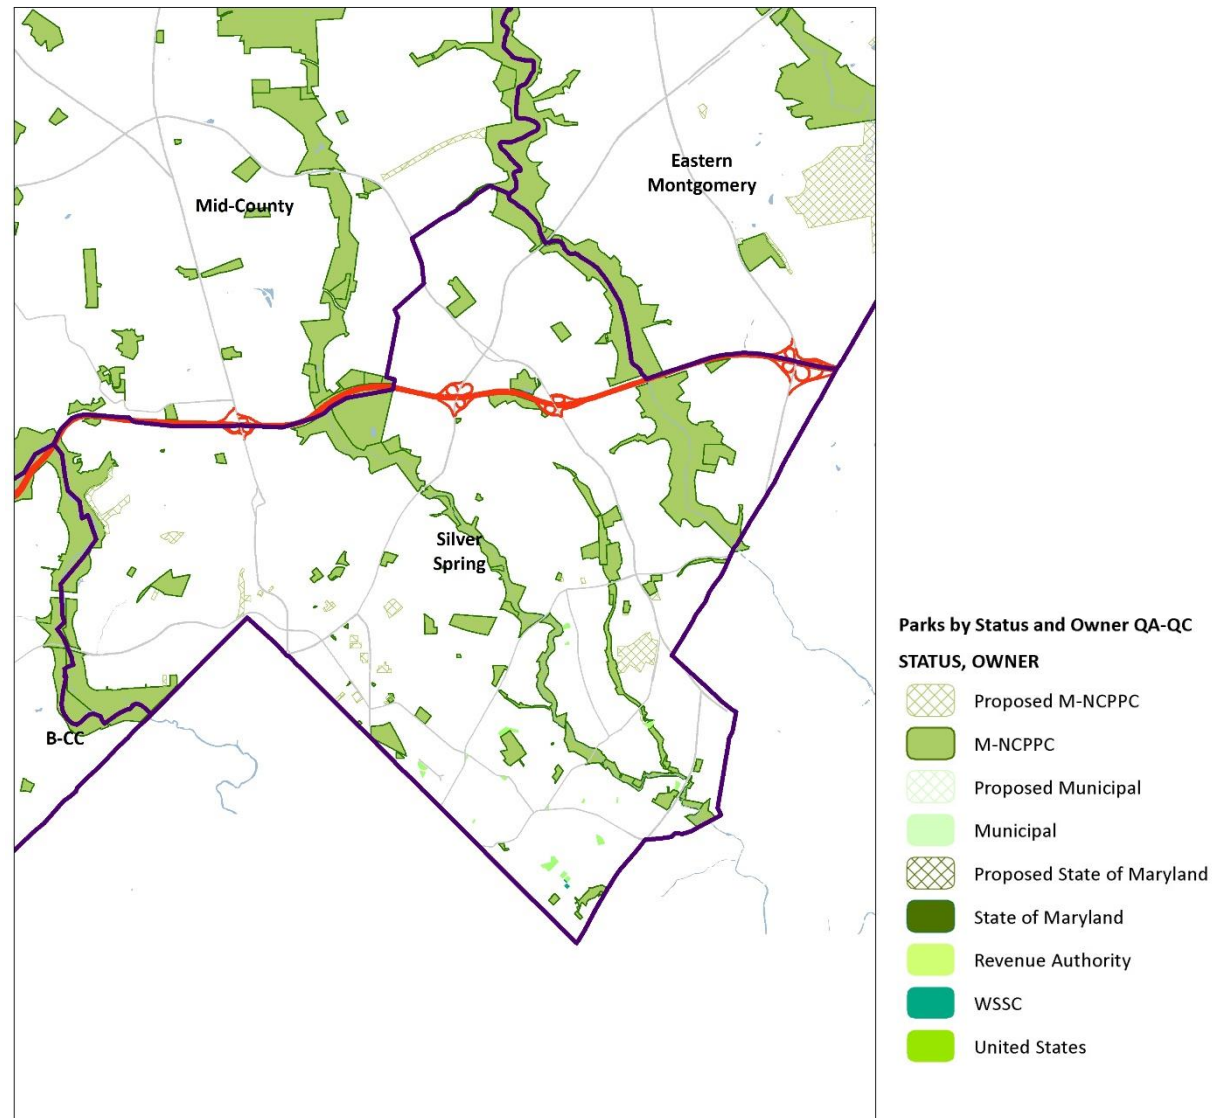 Eastern
Montgomery
Mid-County
Silver
Spring
B-CC
Parks by Status and Owner QA-QC
STATUS, OWNER
Proposed M-NCPPC
M-NCPPC
Proposed Municipal
Municipal
Proposed State of Maryland
State of Maryland
Revenue Authority
WSSC
United States